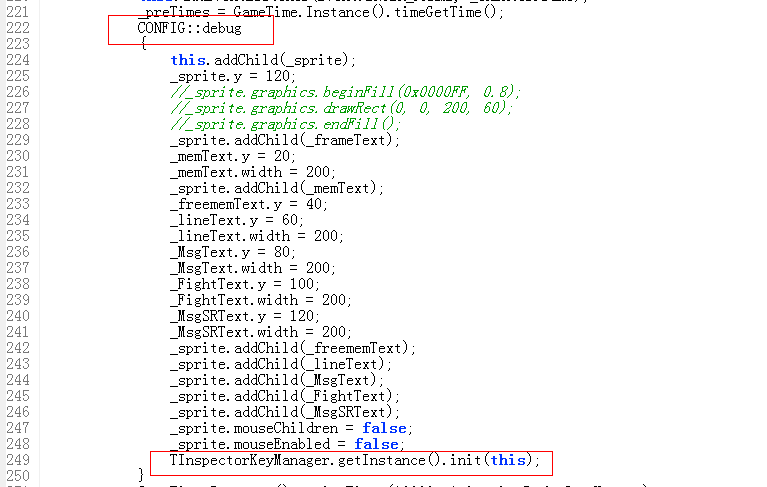 221 _preTimes = GameTime.Instance().timeGetTime();
222 CONFIG::debug
223 {
224 this.addChild(_sprite);
225 _sprite.y = 120;
226 //_sprite.graphics.beginFill(0x0000FF, 0.8);
227 //_sprite.graphics.drawRect(0, 0, 200, 60);
228 //_sprite.graphics.endFill();
229 _sprite.addChild(_frameText);
230 _memText.y = 20;
231 _memText.width = 200;
232 _sprite.addChild(_memText);
233 _freememText.y = 40;
234 _lineText.y = 60;
235 _lineText.width = 200;
236 _MsgText.y = 80;
237 _MsgText.width = 200;
238 _FightText.y = 100;
239 _FightText.width = 200;
240 _MsgSRText.y = 120;
241 _MsgSRText.width = 200;
242 _sprite.addChild(_freememText);
243 _sprite.addChild(_lineText);
244 _sprite.addChild(_MsgText);
245 _sprite.addChild(_FightText);
246 _sprite.addChild(_MsgSRText);
247 _sprite.mouseChildren = false;
248 _sprite.mouseEnabled = false;
249 TInspectorKeyManager.getInstance().init(this);
250 }